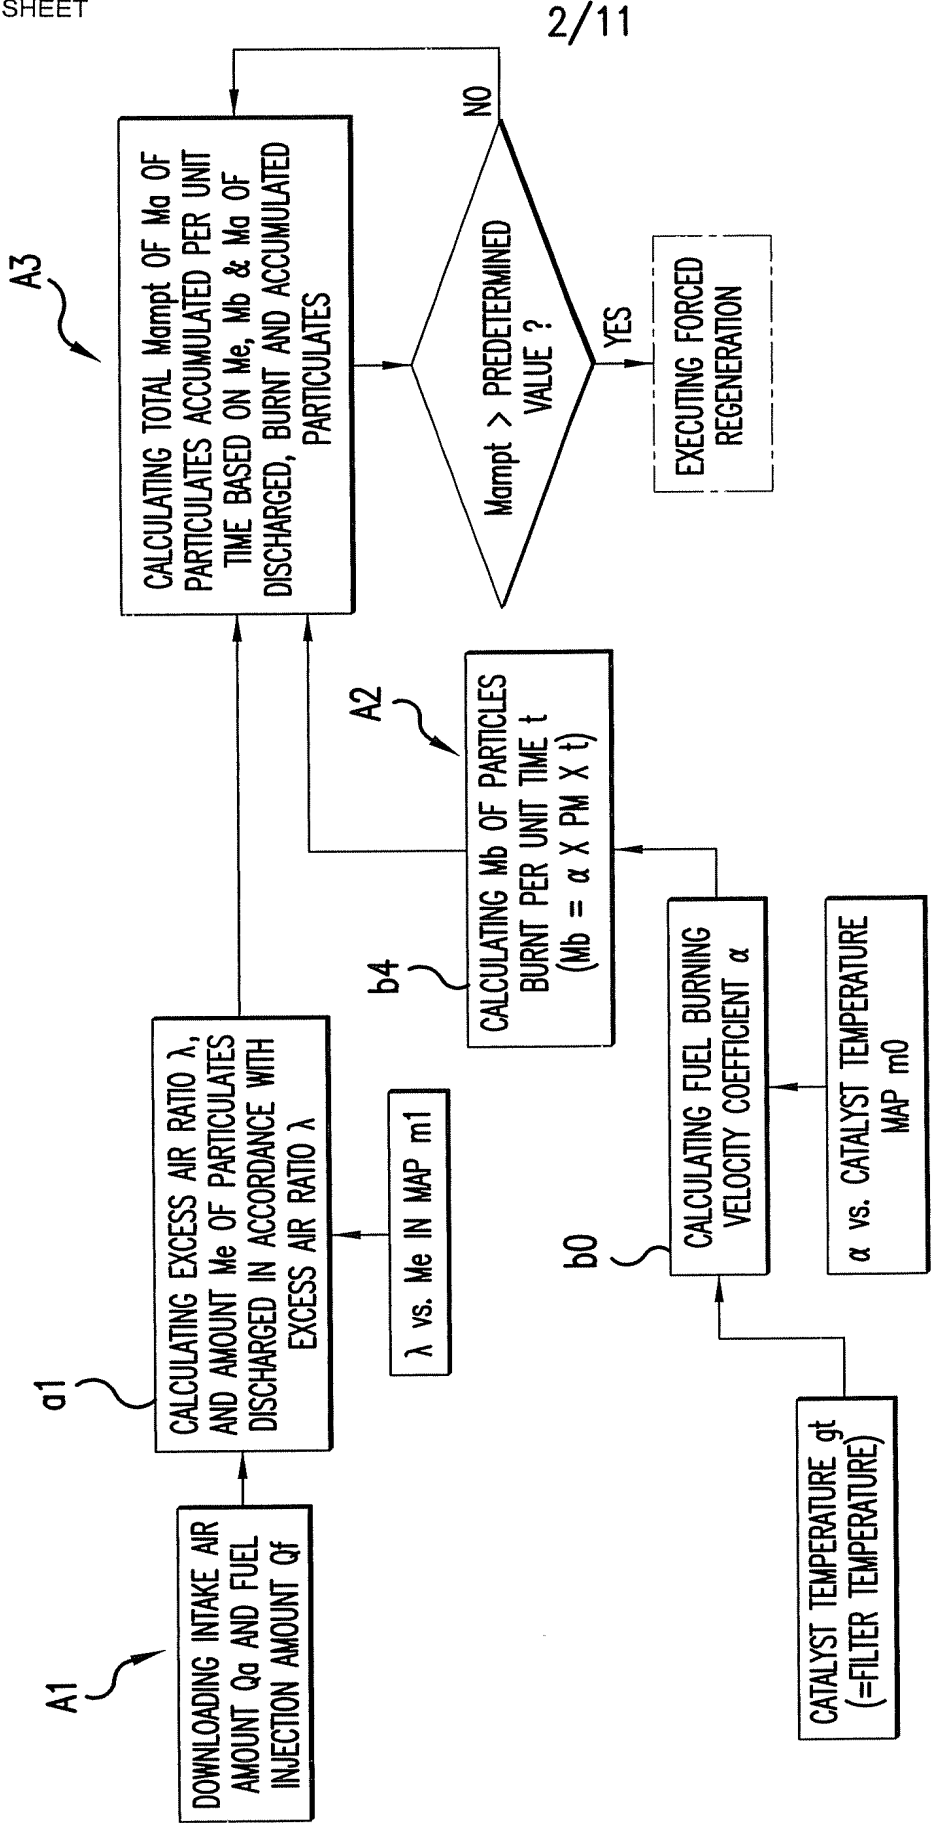 SHEET
2/11
A1
DOWNLOADING INTAKE AIR
AMOUNT Qa AND FUEL
INJECTION AMOUNT Qf
a1
CALCULATING EXCESS AIR RATIO λ,
AND AMOUNT Me OF PARTICULATES
DISCHARGED IN ACCORDANCE WITH
EXCESS AIR RATIO λ
λ vs. Me IN MAP m1
A3
CALCULATING TOTAL Mampt OF Ma OF
PARTICULATES ACCUMULATED PER UNIT
TIME BASED ON Me, Mb & Ma OF
DISCHARGED, BURNT AND ACCUMULATED
PARTICULATES
NO
Mampt > PREDETERMINED
VALUE ?
YES
EXECUTING FORCED
REGENERATION
A2
b4
CALCULATING Mb OF PARTICLES
BURNT PER UNIT TIME t
(Mb = α X PM X t)
b0
CALCULATING FUEL BURNING
VELOCITY COEFFICIENT α
α vs. CATALYST TEMPERATURE
MAP m0
CATALYST TEMPERATURE gt
(=FILTER TEMPERATURE)